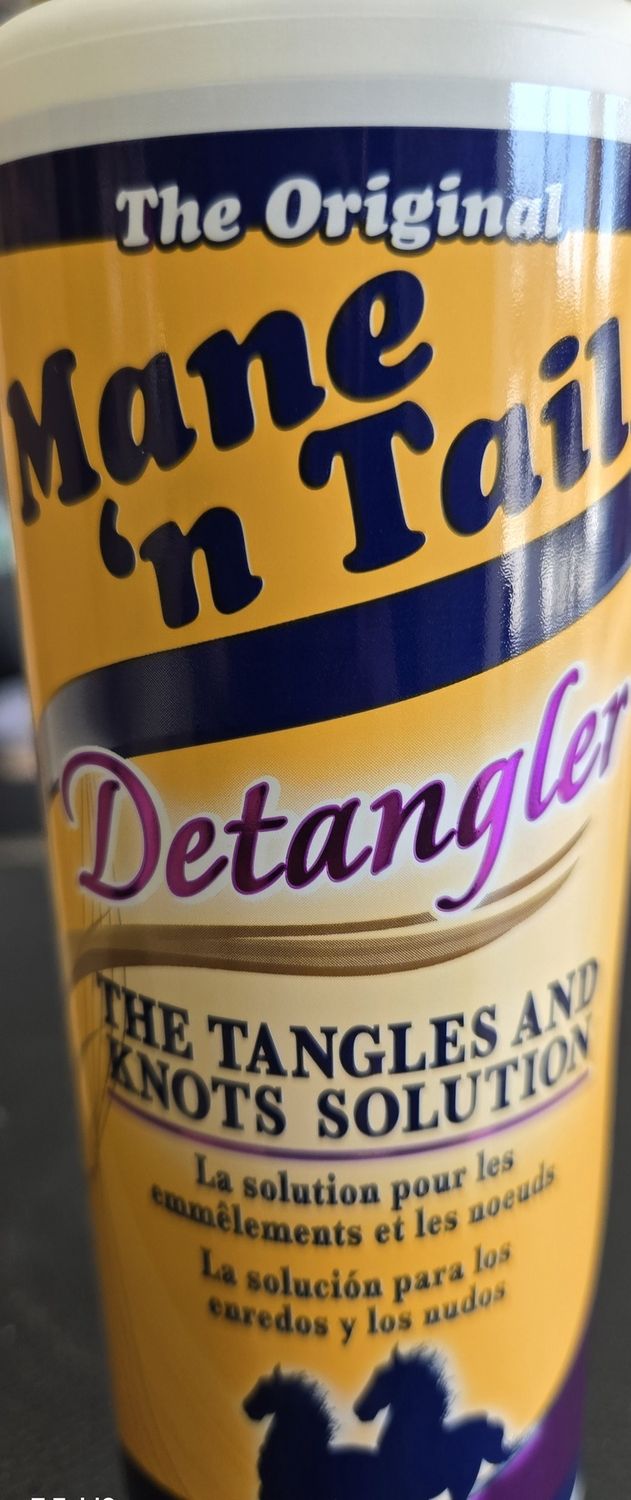 The Original
Mane
'n Tail
Detangler
THE TANGLES AND
KNOTS SOLUTION
La solution pour les
emmêlements et les noeuds
La solución para los
enredos y los nudos